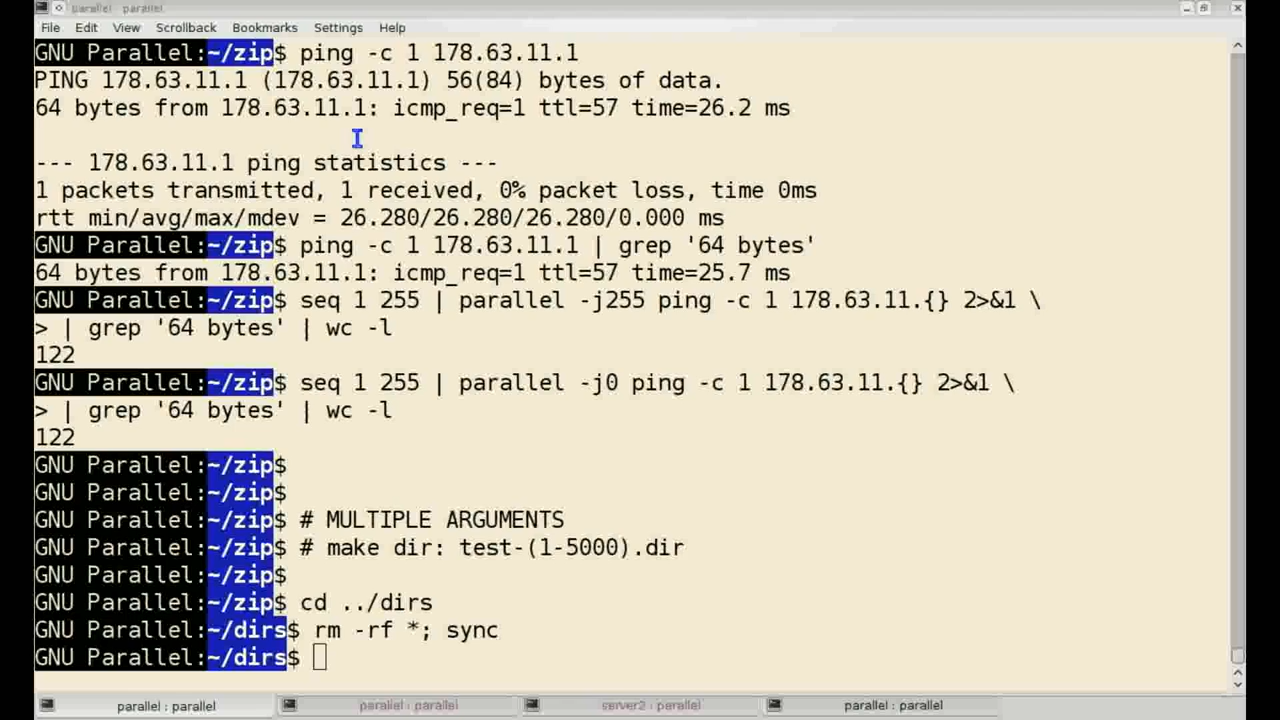 parallel : parallel
File Edit View Scrollback Bookmarks Settings Help
GNU Parallel:~/zip$ ping -c 1 178.63.11.1
PING 178.63.11.1 (178.63.11.1) 56(84) bytes of data.
64 bytes from 178.63.11.1: icmp_req=1 ttl=57 time=26.2 ms
--- 178.63.11.1 ping statistics ---
1 packets transmitted, 1 received, 0% packet loss, time 0ms
rtt min/avg/max/mdev = 26.280/26.280/26.280/0.000 ms
GNU Parallel:~/zip$ ping -c 1 178.63.11.1 | grep '64 bytes'
64 bytes from 178.63.11.1: icmp_req=1 ttl=57 time=25.7 ms
GNU Parallel:~/zip$ seq 1 255 | parallel -j255 ping -c 1 178.63.11.{} 2>&1 \
> | grep '64 bytes' | wc -l
122
GNU Parallel:~/zip$ seq 1 255 | parallel -j0 ping -c 1 178.63.11.{} 2>&1 \
> | grep '64 bytes' | wc -l
122
GNU Parallel:~/zip$
GNU Parallel:~/zip$
GNU Parallel:~/zip$ # MULTIPLE ARGUMENTS
GNU Parallel:~/zip$ # make dir: test-(1-5000).dir
GNU Parallel:~/zip$
GNU Parallel:~/zip$ cd ../dirs
GNU Parallel:~/dirs$ rm -rf *; sync
GNU Parallel:~/dirs$
parallel : parallel parallel : parallel server2 : parallel parallel : parallel